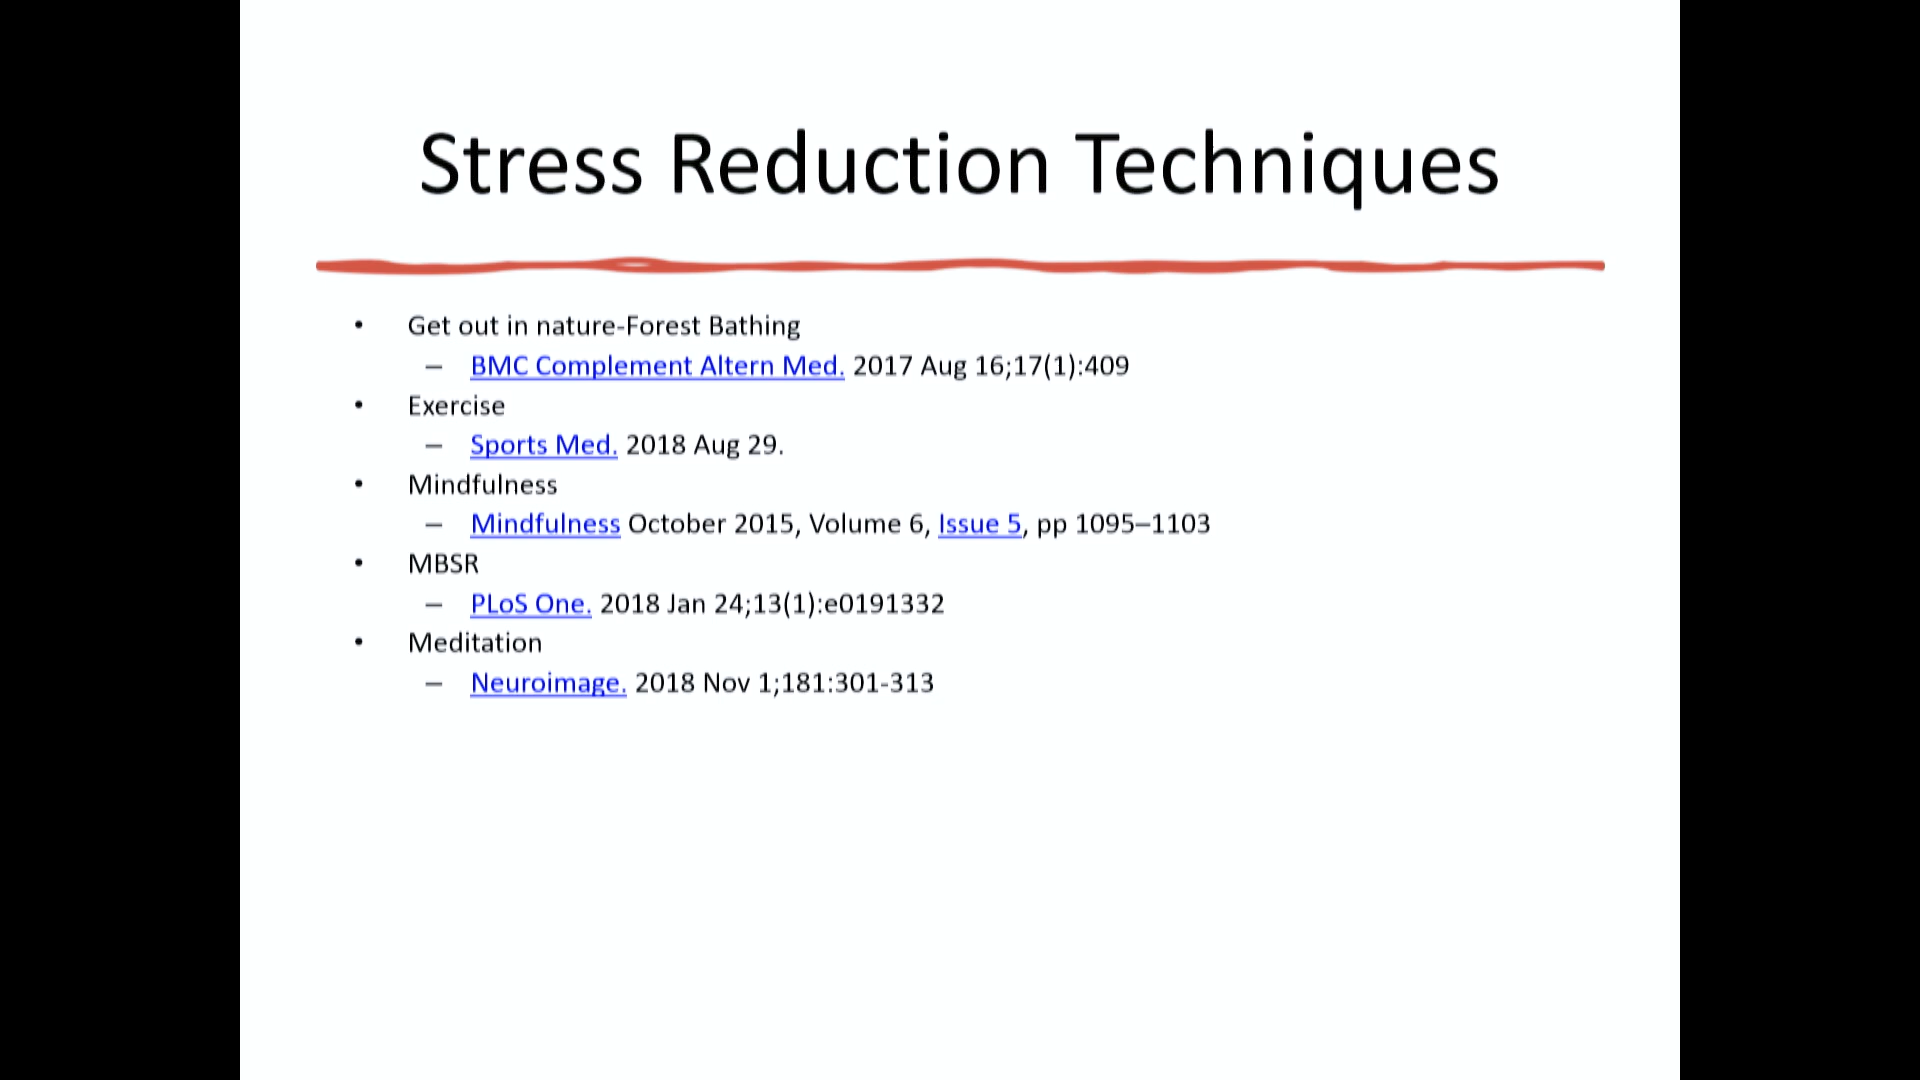 Stress Reduction Techniques
• Get out in nature-Forest Bathing
– BMC Complement Altern Med. 2017 Aug 16;17(1):409
• Exercise
– Sports Med. 2018 Aug 29.
• Mindfulness
– Mindfulness October 2015, Volume 6, Issue 5, pp 1095–1103
• MBSR
– PLoS One. 2018 Jan 24;13(1):e0191332
• Meditation
– Neuroimage. 2018 Nov 1;181:301-313